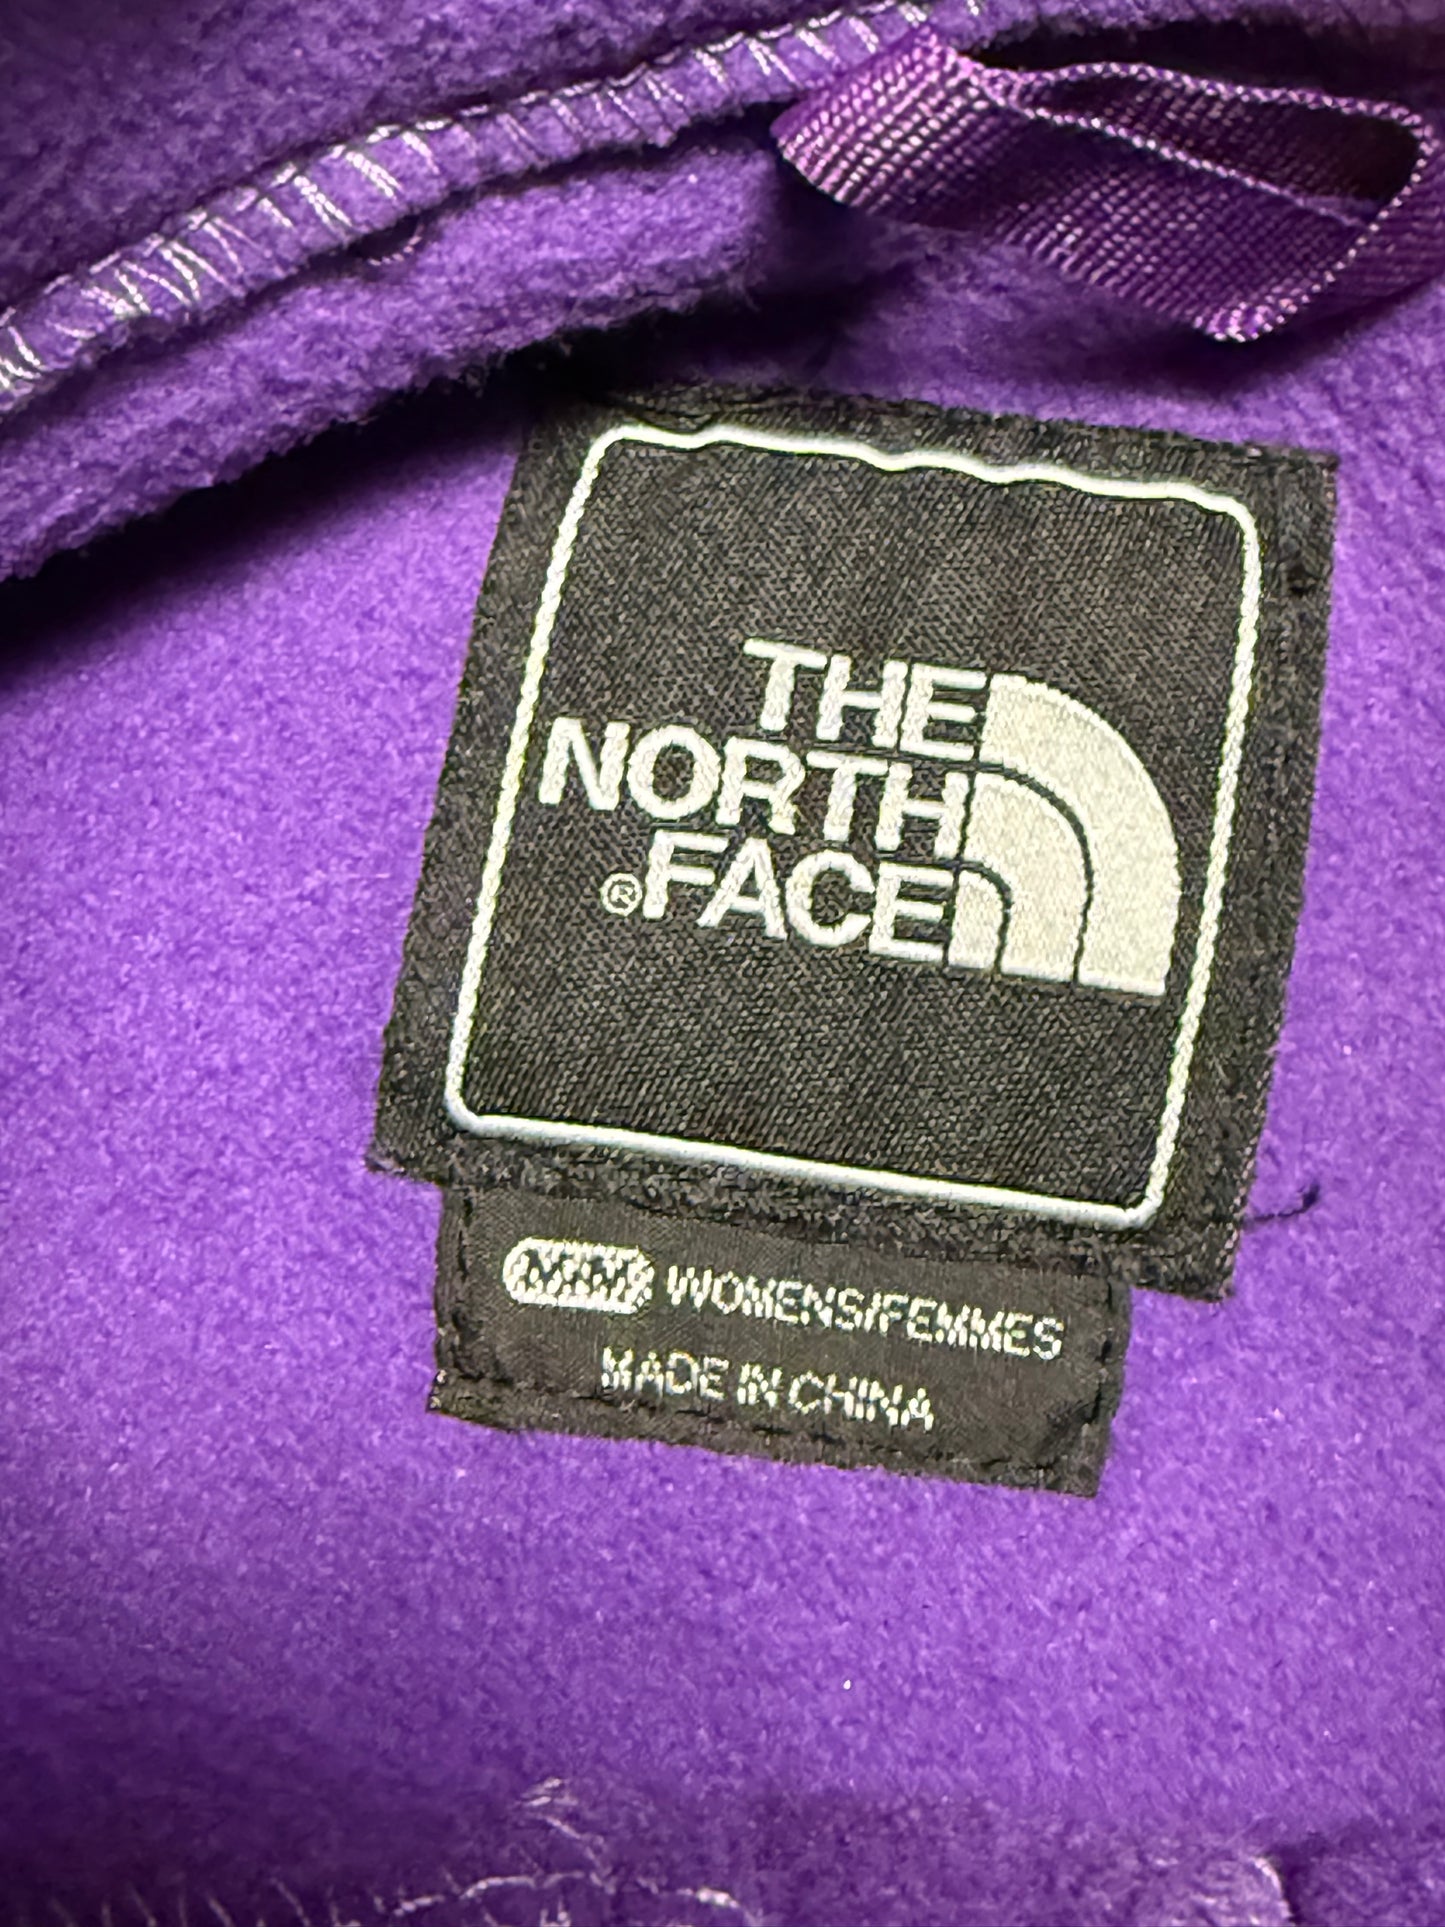 THE
NORTH
®FACE
M/M WOMENS/FEMMES
MADE IN CHINA